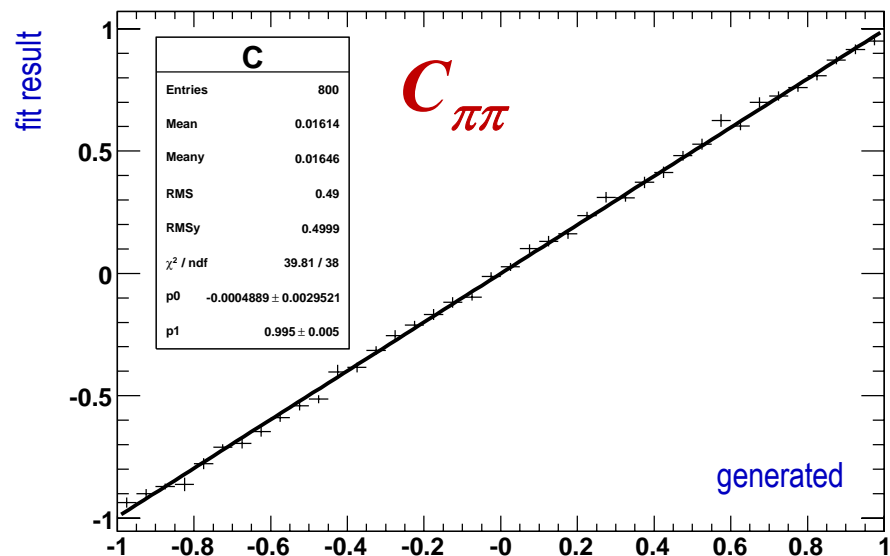 fit result
C
Entries 800
Mean 0.01614
Meany 0.01646
RMS 0.49
RMSy 0.4999
χ² / ndf 39.81 / 38
p0 -0.0004889 ± 0.0029521
p1 0.995 ± 0.005
C_ππ
1
0.5
0
-0.5
-1
generated
-1 -0.8 -0.6 -0.4 -0.2 -0 0.2 0.4 0.6 0.8 1